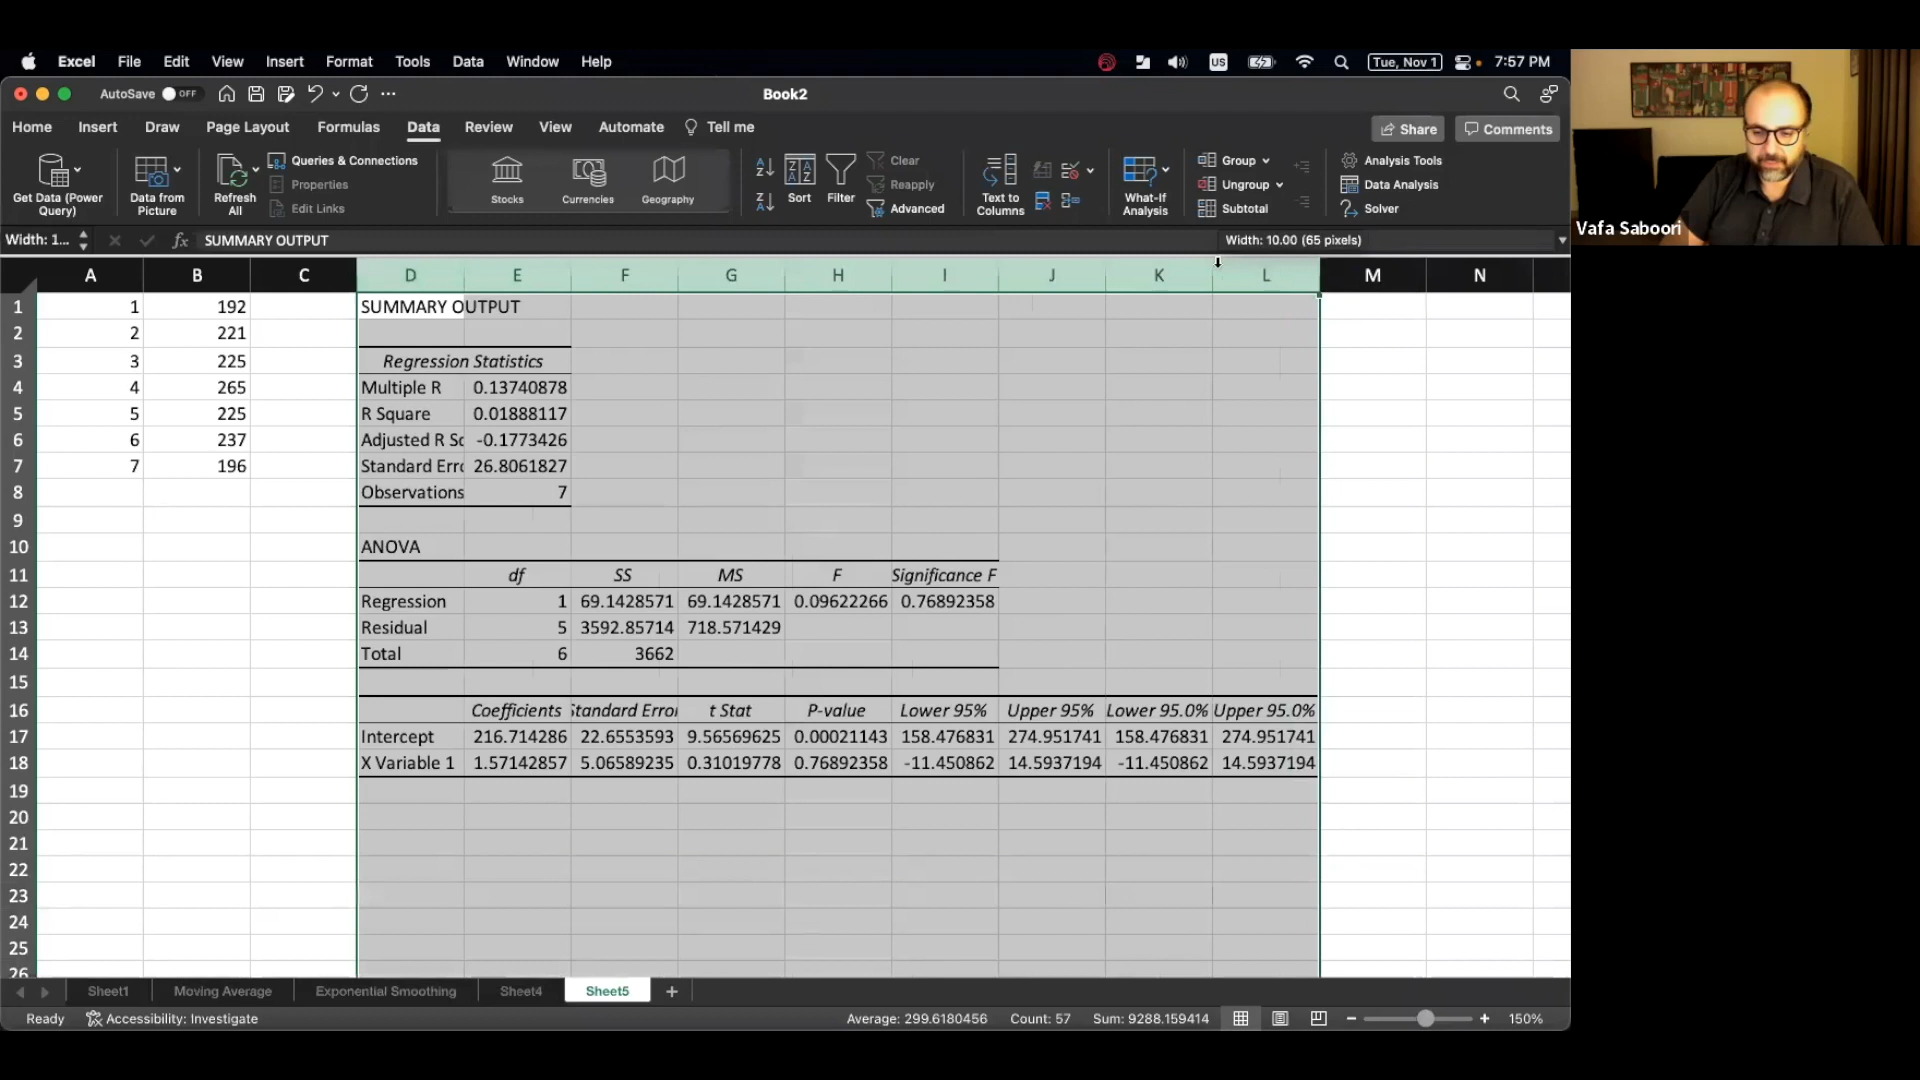 Excel File Edit View Insert Format Tools Data Window Help US Tue, Nov 1 7:57 PM
AutoSave OFF ... Book2
Home Insert Draw Page Layout Formulas Data Review View Automate Tell me Share Comments
Get Data (Power Query)
Data from Picture
Refresh All
Queries & Connections
Properties
Edit Links
Stocks Currencies Geography
Sort Filter
Clear
Reapply
Advanced
Text to Columns
What-If Analysis
Group
Ungroup
Subtotal
Analysis Tools
Data Analysis
Solver
Vafa Saboori
Width: 1... fx SUMMARY OUTPUT Width: 10.00 (65 pixels)
A B C D E F G H I J K L M N
1 1 192 SUMMARY OUTPUT
2 2 221
3 3 225 Regression Statistics
4 4 265 Multiple R 0.13740878
5 5 225 R Square 0.01888117
6 6 237 Adjusted R Sc -0.1773426
7 7 196 Standard Erro 26.8061827
8 Observations 7
9
10 ANOVA
11 df SS MS F Significance F
12 Regression 1 69.1428571 69.1428571 0.09622266 0.76892358
13 Residual 5 3592.85714 718.571429
14 Total 6 3662
15
16 Coefficients Standard Error t Stat P-value Lower 95% Upper 95% Lower 95.0% Upper 95.0%
17 Intercept 216.714286 22.6553593 9.56569625 0.00021143 158.476831 274.951741 158.476831 274.951741
18 X Variable 1 1.57142857 5.06589235 0.31019778 0.76892358 -11.450862 14.5937194 -11.450862 14.5937194
19
20
21
22
23
24
25
26
Sheet1 Moving Average Exponential Smoothing Sheet4 Sheet5 +
Ready Accessibility: Investigate Average: 299.6180456 Count: 57 Sum: 9288.159414 − + 150%